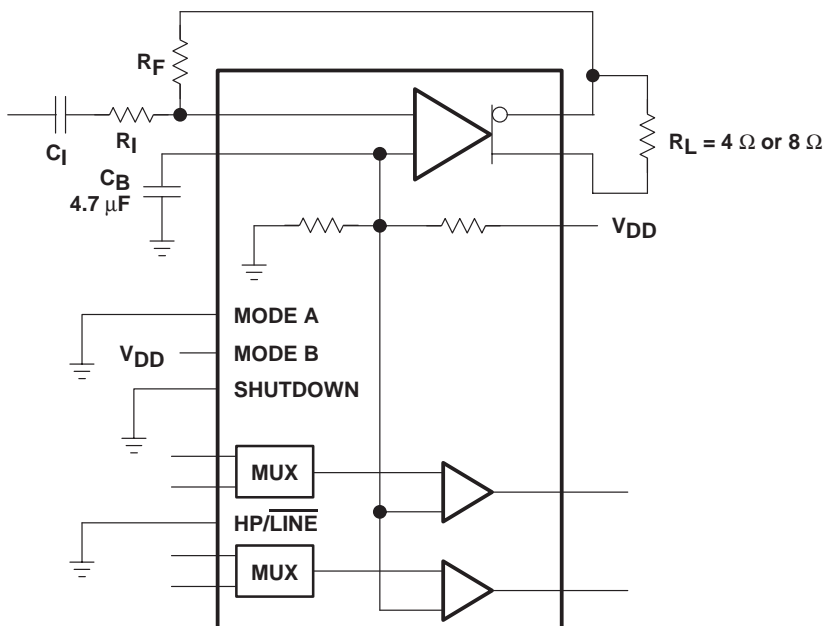 RF
CI
RI
RL = 4 Ω or 8 Ω
CB
4.7 μF
VDD
MODE A
VDD
MODE B
SHUTDOWN
MUX
HP/LINE
MUX